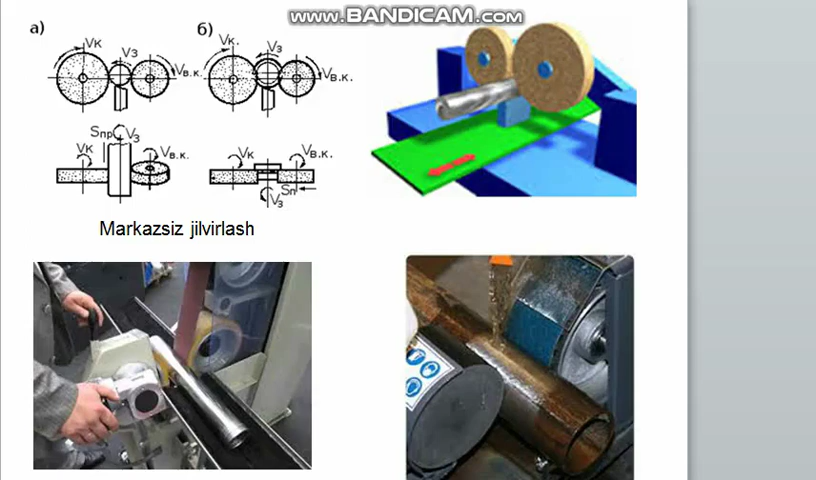 www.BANDICAM.com
а)
Vк
Vз
Vв.к.
б)
Vк.
Vз
Vв.к.
Sпр
Vз
Vк
Vв.к.
Vк
Vв.к.
Sп
Vз
Markazsiz jilvirlash